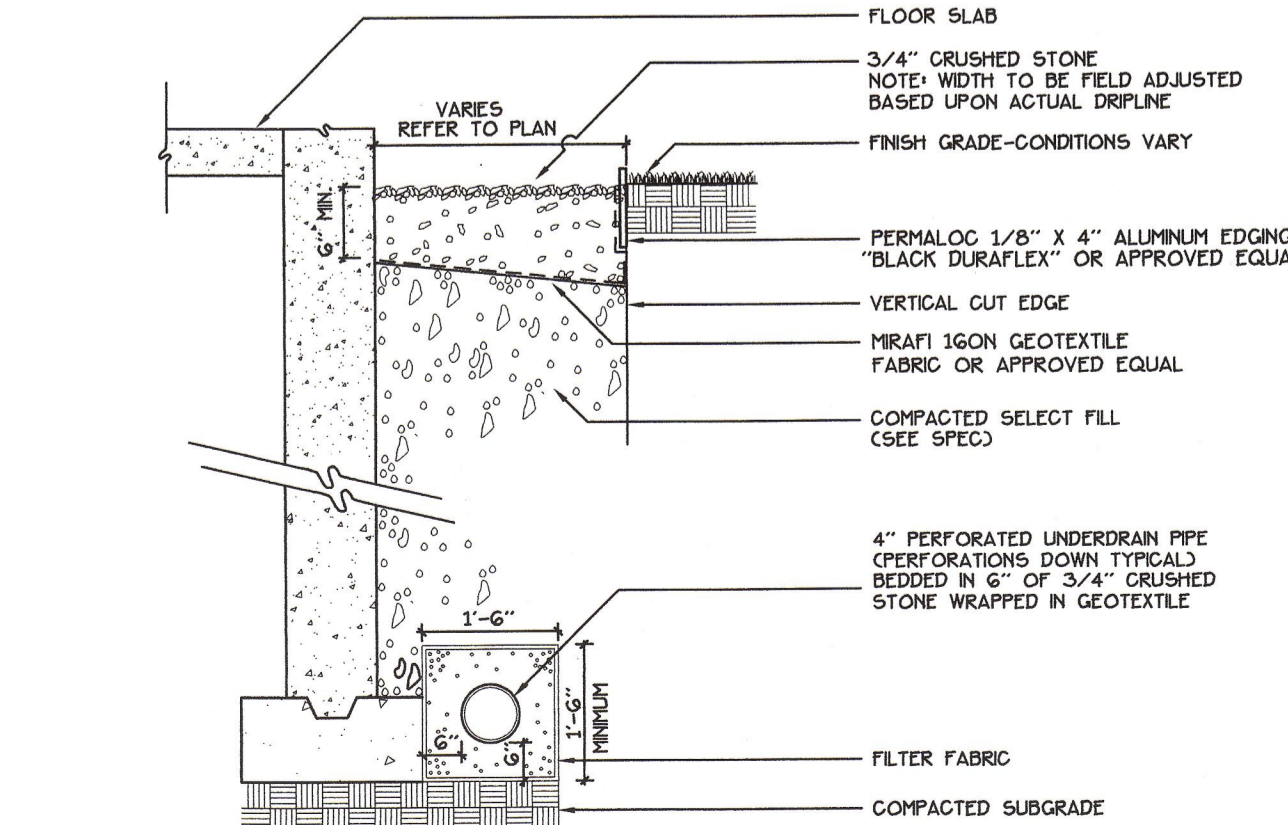 FLOOR SLAB
3/4" CRUSHED STONE
NOTE: WIDTH TO BE FIELD ADJUSTED
BASED UPON ACTUAL DRIPLINE
VARIES
REFER TO PLAN
FINISH GRADE-CONDITIONS VARY
6" MIN.
PERMALOC 1/8" X 4" ALUMINUM EDGING
"BLACK DURAFLEX" OR APPROVED EQUA
VERTICAL CUT EDGE
MIRAFI 160N GEOTEXTILE
FABRIC OR APPROVED EQUAL
COMPACTED SELECT FILL
(SEE SPEC)
4" PERFORATED UNDERDRAIN PIPE
(PERFORATIONS DOWN TYPICAL)
BEDDED IN 6" OF 3/4" CRUSHED
STONE WRAPPED IN GEOTEXTILE
1'-6"
1'-6"
MINIMUM
6"
6"
FILTER FABRIC
COMPACTED SUBGRADE